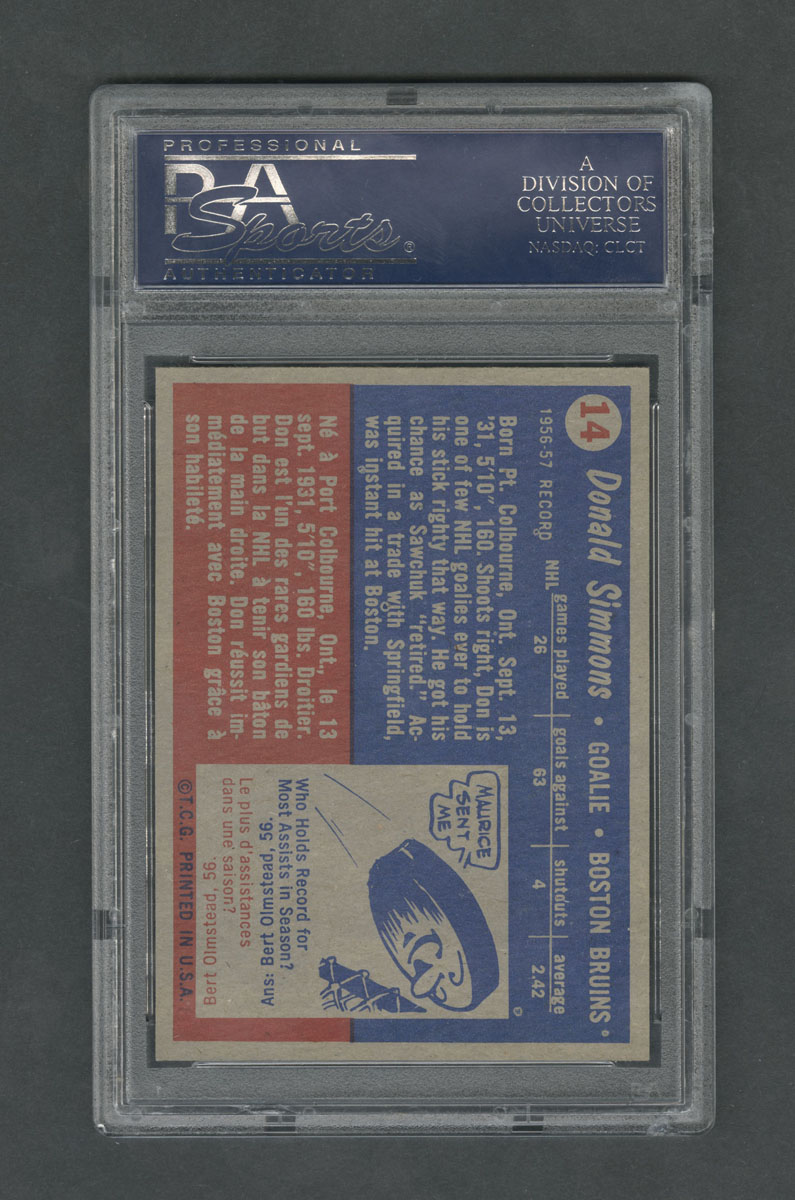 PROFESSIONAL
PSA
Sports®
AUTHENTICATOR
A
DIVISION OF
COLLECTORS
UNIVERSE
NASDAQ: CLCT
14 Donald Simmons • GOALIE • BOSTON BRUINS
1956-57 RECORD
games played goals against shutouts average
NHL 26 63 4 2.42
Born Pt. Colbourne, Ont. Sept. 13,
'31, 5'10", 160. Shoots right, Don is
one of few NHL goalies ever to hold
his stick righty that way. He got his
chance as Sawchuk "retired." Ac-
quired in a trade with Springfield,
was instant hit at Boston.
Né à Port Colbourne, Ont., le 13
sept. 1931, 5'10", 160 lbs. Droitier.
Don est l'un des rares gardiens de
but dans la NHL à tenir son bâton
de la main droite. Don réussit im-
médiatement avec Boston grâce à
son habileté.
MAURICE
SENT
ME
Who Holds Record for
Most Assists in Season?
Ans: Bert Olmstead, 56.
Le plus d'assistances
dans une saison?
Bert Olmstead, 56.
©T.C.G. PRINTED IN U.S.A.